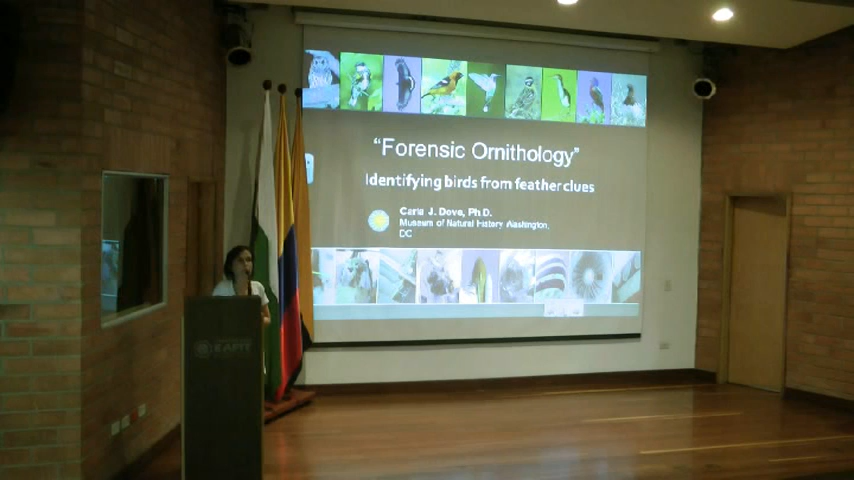 “Forensic Ornithology”
Identifying birds from feather clues
Carla J. Dove, Ph.D.
Museum of Natural History Washington,
DC
EAFIT